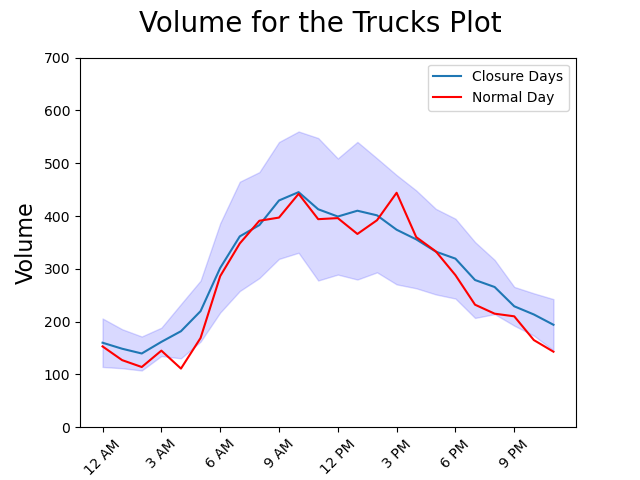 Volume for the Trucks Plot
Closure Days
Normal Day
Volume
700
600
500
400
300
200
100
0
12 AM
3 AM
6 AM
9 AM
12 PM
3 PM
6 PM
9 PM